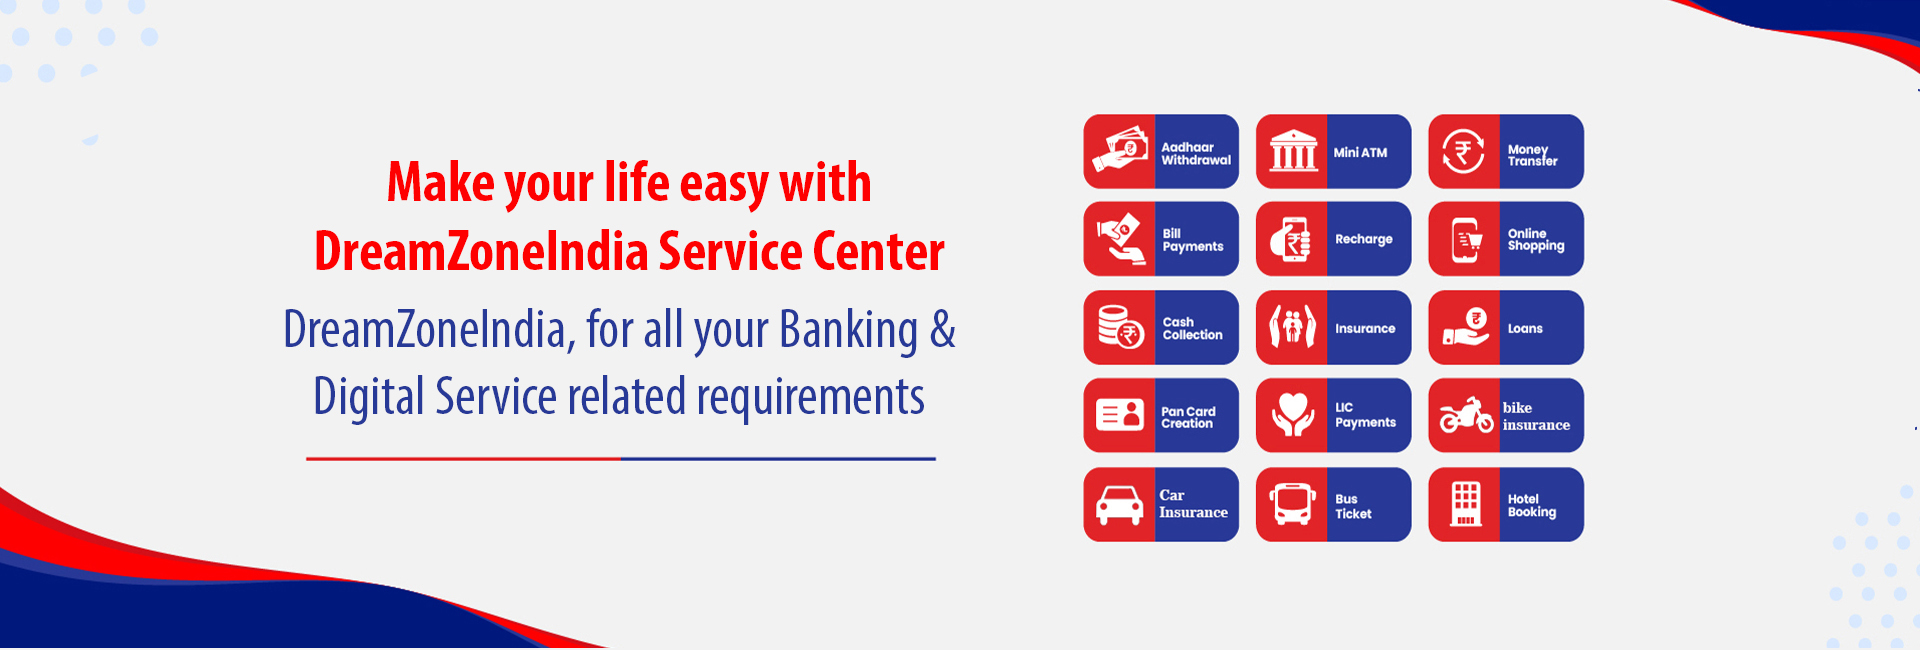 Make your life easy with
DreamZoneIndia Service Center
DreamZoneIndia, for all your Banking &
Digital Service related requirements
Aadhaar
Withdrawal
Mini ATM
Money
Transfer
Bill
Payments
Recharge
Online
Shopping
Cash
Collection
Insurance
Loans
Pan Card
Creation
LIC
Payments
bike
insurance
Car
Insurance
Bus
Ticket
Hotel
Booking